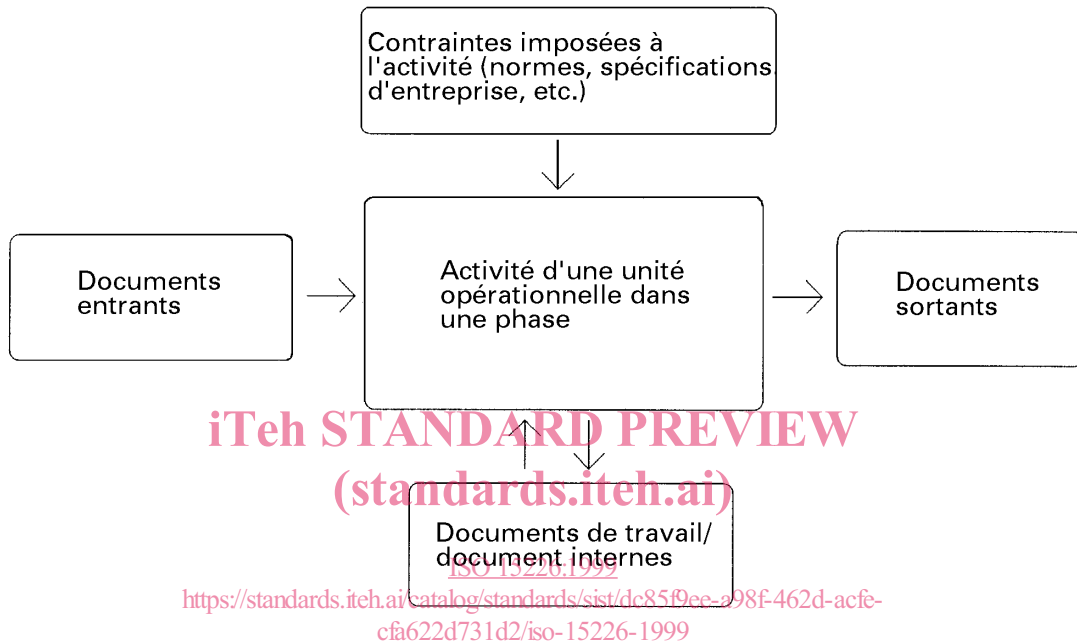 Contraintes imposées à
l'activité (normes, spécifications
d'entreprise, etc.)
Documents
entrants
Activité d'une unité
opérationnelle dans
une phase
Documents
sortants
iTeh STANDARD PREVIEW
(standards.iteh.ai)
Documents de travail/
document internes
ISO 15226:1999
https://standards.iteh.ai/catalog/standards/sist/dc85f9ee-a98f-462d-acfe-
cfa622d731d2/iso-15226-1999